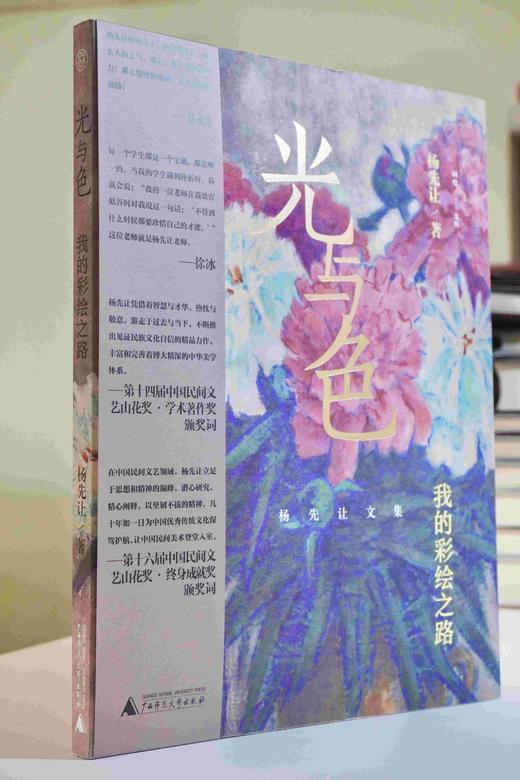 光与色
我的彩绘之路
杨先让 著
每一个学生都是一个宝藏，都是唯
一的。当我的学生碰到挫折时，我
就会说：“我的一位老师在我处在
低谷时对我说过一句话：‘不管到
什么时候都要珍惜自己的才能。’”
这位老师就是杨先让老师。
——徐冰
杨先让凭借着智慧与才华、热忱与
敬意，游走于过去与当下，不断推
出见证民族文化自信的精品力作，
丰富和完善着博大精深的中华美学
体系。
——第十四届中国民间文
艺山花奖·学术著作奖
颁奖词
在中国民间文艺领域，杨先让立足
于思想和精神的巅峰，潜心研究、
精心阐释，以坚韧不拔的精神，几
十年如一日为中国优秀传统文化保
驾护航，让中国民间美术登堂入室。
——第十六届中国民间文
艺山花奖·终身成就奖
颁奖词
GUANGXI NORMAL UNIVERSITY PRESS
广西师范大学出版社
光与色
杨先让/著
杨先让文集
我的彩绘之路